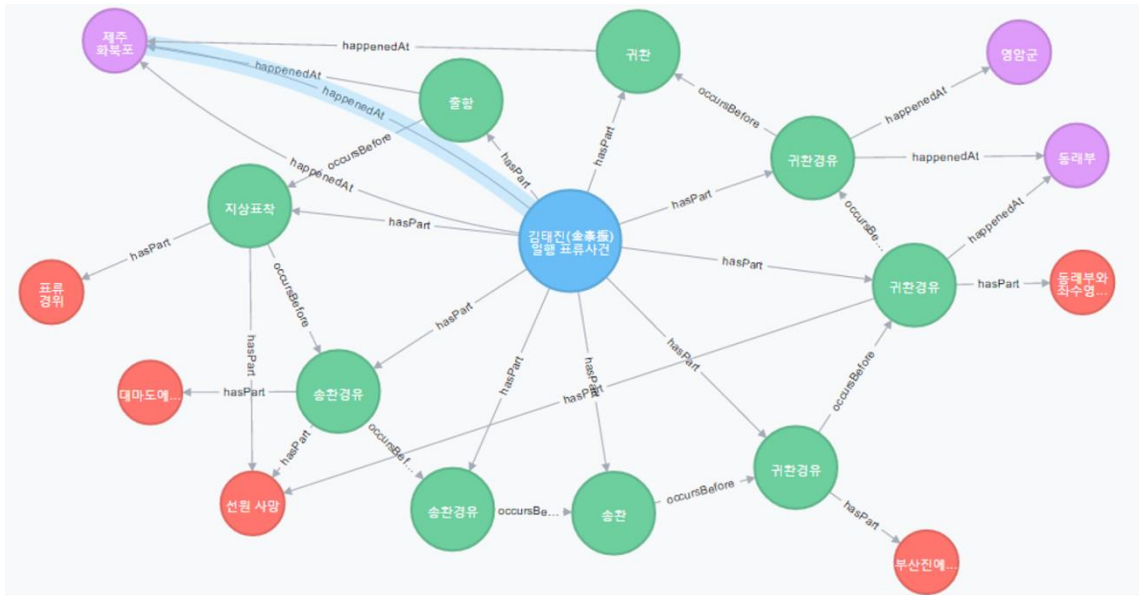 제주
화북포
happenedAt
귀환
영암군
happenedAt
출항
happenedAt
occursBefore
happenedAt
hasPart
귀환경유
happenedAt
동래부
occursBefore
happenedAt
hasPart
hasPart
지상표착
hasPart
김태진(金泰振)
일행 표류사건
occursBe...
happenedAt
hasPart
hasPart
귀환경유
hasPart
동래부와
좌수영...
표류
경위
occursBefore
hasPart
hasPart
hasPart
hasPart
hasPart
hasPart
occursBefore
대마도에...
hasPart
송환경유
hasPart
hasPart
occursBef...
귀환경유
선원 사망
송환경유
occursBe...
송환
occursBefore
hasPart
부산진에...